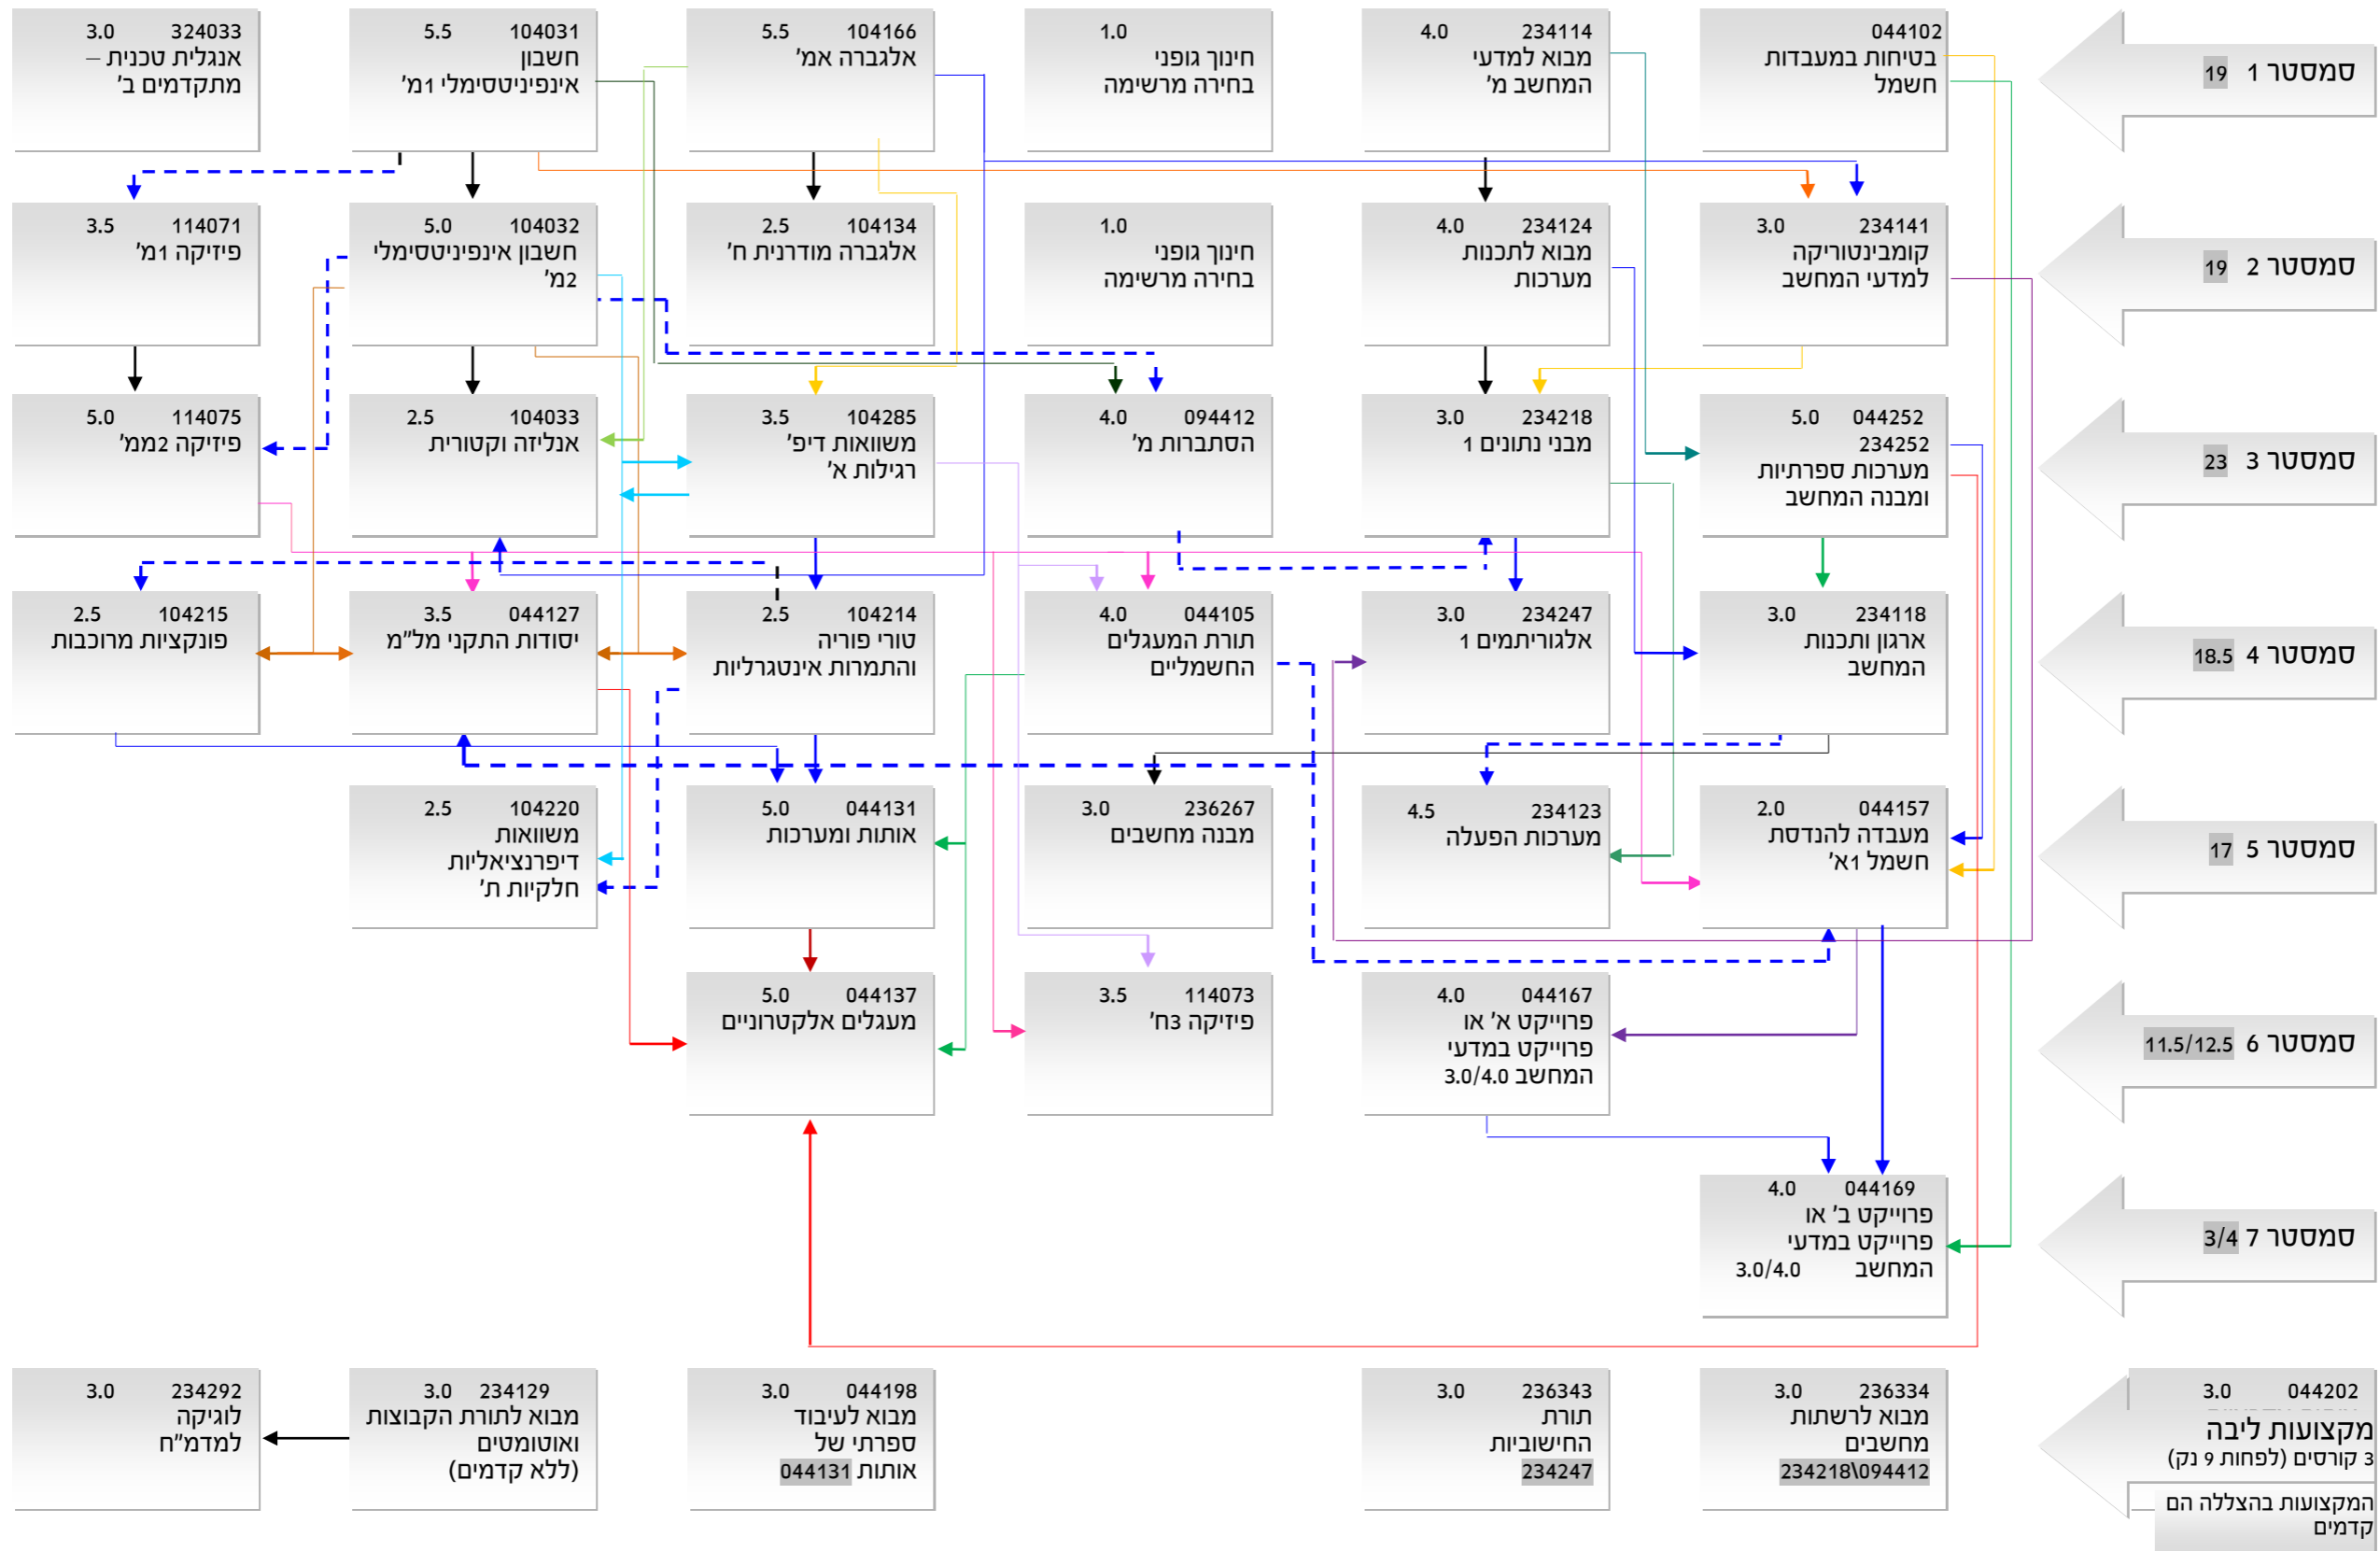 סמסטר 1 19
044102
בטיחות במעבדות
חשמל
234114 4.0
מבוא למדעי
המחשב מ'
1.0
חינוך גופני
בחירה מרשימה
104166 5.5
אלגברה אמ'
104031 5.5
חשבון
אינפיניטסימלי 1מ'
324033 3.0
אנגלית טכנית –
מתקדמים ב'
סמסטר 2 19
234141 3.0
קומבינטוריקה
למדעי המחשב
234124 4.0
מבוא לתכנות
מערכות
1.0
חינוך גופני
בחירה מרשימה
104134 2.5
אלגברה מודרנית ח'
104032 5.0
חשבון אינפיניטסימלי
2מ'
114071 3.5
פיזיקה 1מ'
סמסטר 3 23
044252 5.0
234252
מערכות ספרתיות
ומבנה המחשב
234218 3.0
מבני נתונים 1
094412 4.0
הסתברות מ'
104285 3.5
משוואות דיפ'
רגילות א'
104033 2.5
אנליזה וקטורית
114075 5.0
פיזיקה 2ממ'
סמסטר 4 18.5
234118 3.0
ארגון ותכנות
המחשב
234247 3.0
אלגוריתמים 1
044105 4.0
תורת המעגלים
החשמליים
104214 2.5
טורי פוריה
והתמרות אינטגרליות
044127 3.5
יסודות התקני מל"מ
104215 2.5
פונקציות מרוכבות
סמסטר 5 17
044157 2.0
מעבדה להנדסת
חשמל 1א'
234123 4.5
מערכות הפעלה
236267 3.0
מבנה מחשבים
044131 5.0
אותות ומערכות
104220 2.5
משוואות
דיפרנציאליות
חלקיות ת'
סמסטר 6 11.5/12.5
044167 4.0
פרוייקט א' או
פרוייקט במדעי
המחשב 3.0/4.0
114073 3.5
פיזיקה 3ח'
044137 5.0
מעגלים אלקטרוניים
סמסטר 7 3/4
044169 4.0
פרוייקט ב' או
פרוייקט במדעי
המחשב 3.0/4.0
044202 3.0
מקצועות ליבה
3 קורסים (לפחות 9 נק)
המקצועות בהצללה הם
קדמים
236334 3.0
מבוא לרשתות
מחשבים
234218\094412
236343 3.0
תורת
החישוביות
234247
044198 3.0
מבוא לעיבוד
ספרתי של
אותות 044131
234129 3.0
מבוא לתורת הקבוצות
ואוטומטים
(ללא קדמים)
234292 3.0
לוגיקה
למדמ"ח